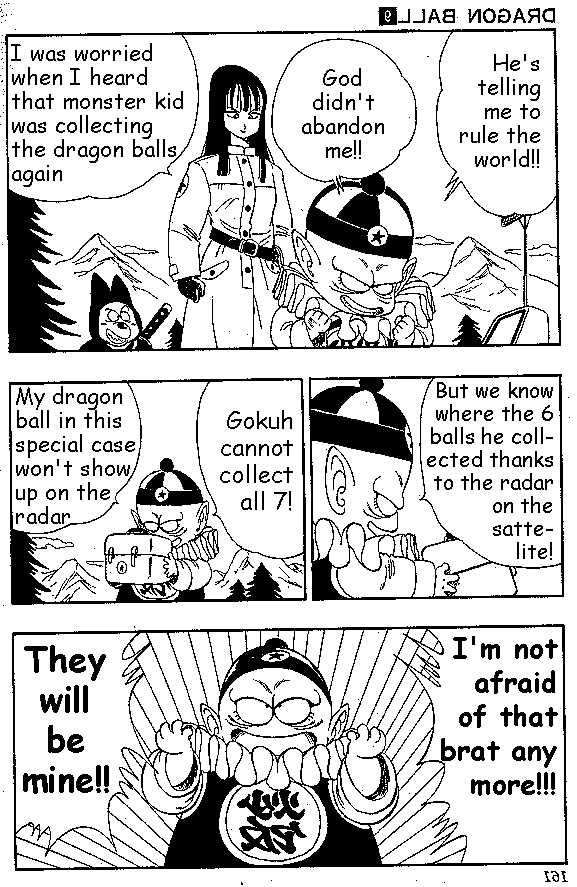 DRAGON BALL 9
I was worried
when I heard
that monster kid
was collecting
the dragon balls
again
God
didn't
abandon
me!!
He's
telling
me to
rule the
world!!
My dragon
ball in this
special case
won't show
up on the
radar
Gokuh
cannot
collect
all 7!
But we know
where the 6
balls he coll-
ected thanks
to the radar
on the
satte-
lite!
They
will
be
mine!!
I'm not
afraid
of that
brat any
more!!!
161